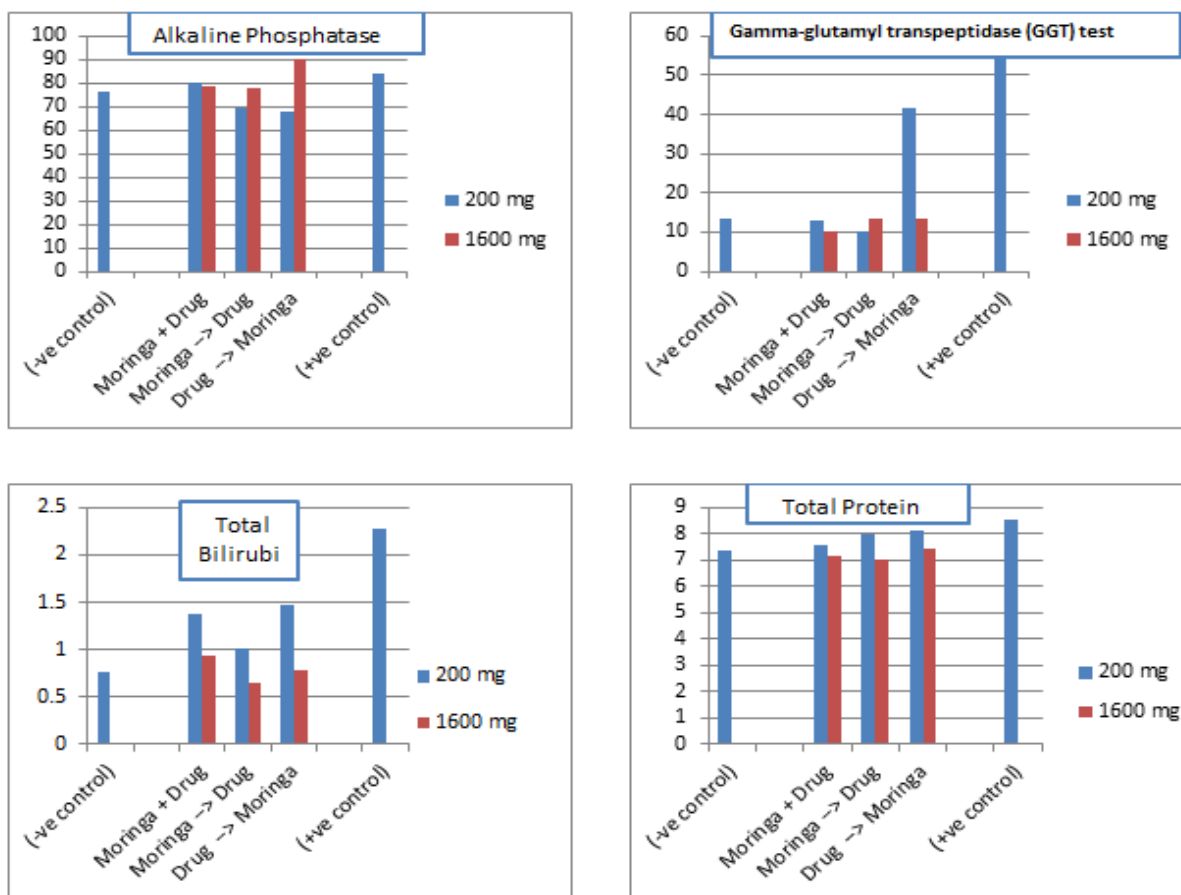 Alkaline Phosphatase
100
90
80
70
60
50
40
30
20
10
0
200 mg
1600 mg
(-ve control)
Moringa + Drug
Moringa --> Drug
Drug --> Moringa
(+ve control)
Gamma-glutamyl transpeptidase (GGT) test
60
50
40
30
20
10
0
200 mg
1600 mg
(-ve control)
Moringa + Drug
Moringa --> Drug
Drug --> Moringa
(+ve control)
Total
Bilirubi
2.5
2
1.5
1
0.5
0
200 mg
1600 mg
(-ve control)
Moringa + Drug
Moringa --> Drug
Drug --> Moringa
(+ve control)
Total Protein
9
8
7
6
5
4
3
2
1
0
200 mg
1600 mg
(-ve control)
Moringa + Drug
Moringa --> Drug
Drug --> Moringa
(+ve control)